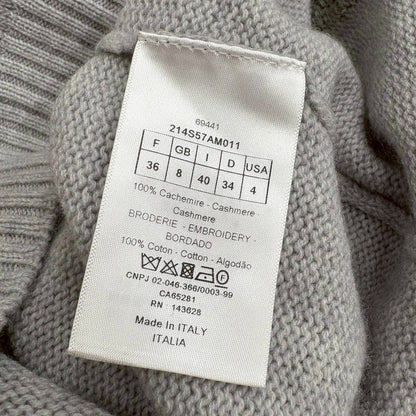 69441
214S57AM011
F GB I D USA
36 8 40 34 4
100% Cachemire - Cashmere
Cashmere
BRODERIE - EMBROIDERY
BORDADO
100% Coton - Cotton - Algodão
F
CNPJ 02-046-366/0003-99
CA65281
RN : 143628
Made In ITALY
ITALIA